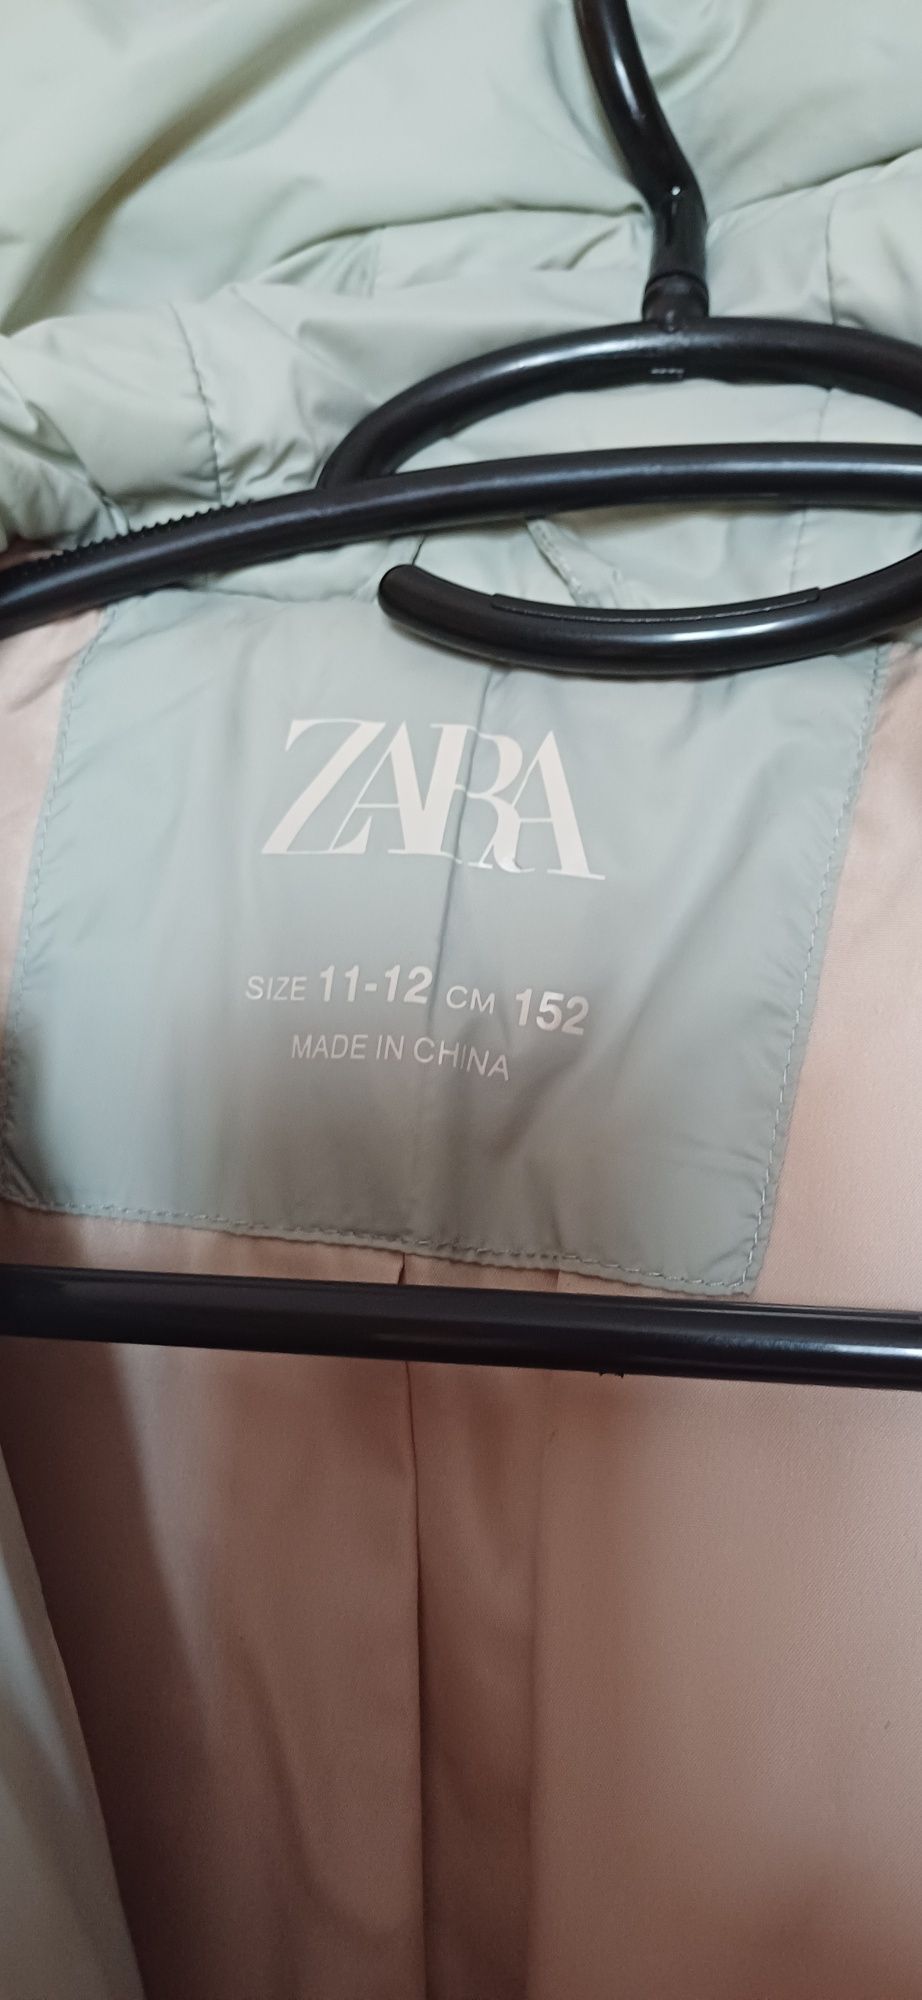 ZARA
SIZE 11-12 CM 152
MADE IN CHINA